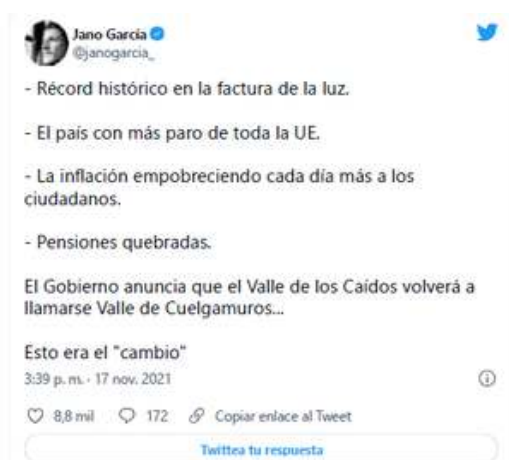 Jano García
@janogarcia_
- Récord histórico en la factura de la luz.
- El país con más paro de toda la UE.
- La inflación empobreciendo cada día más a los
ciudadanos.
- Pensiones quebradas.
El Gobierno anuncia que el Valle de los Caídos volverá a
llamarse Valle de Cuelgamuros...
Esto era el "cambio"
3:39 p. m. · 17 nov. 2021
8,8 mil 172 Copiar enlace al Tweet
Twittea tu respuesta